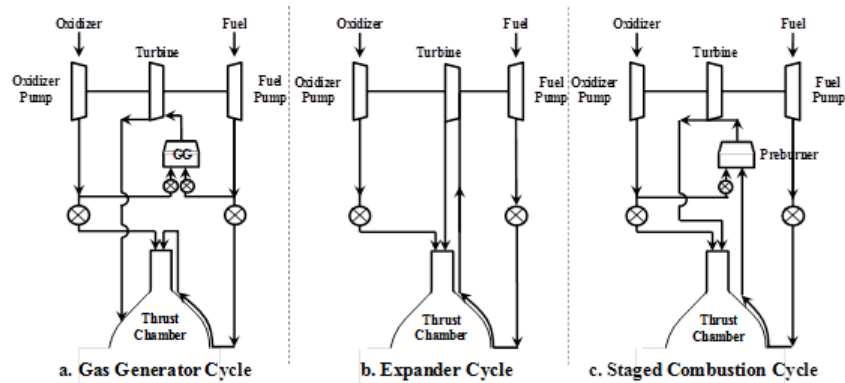 Oxidizer
Fuel
Turbine
Oxidizer
Pump
Fuel
Pump
GG
Thrust
Chamber
a. Gas Generator Cycle
Oxidizer
Fuel
Turbine
Oxidizer
Pump
Fuel
Pump
Thrust
Chamber
b. Expander Cycle
Oxidizer
Fuel
Turbine
Oxidizer
Pump
Fuel
Pump
Preburner
Thrust
Chamber
c. Staged Combustion Cycle